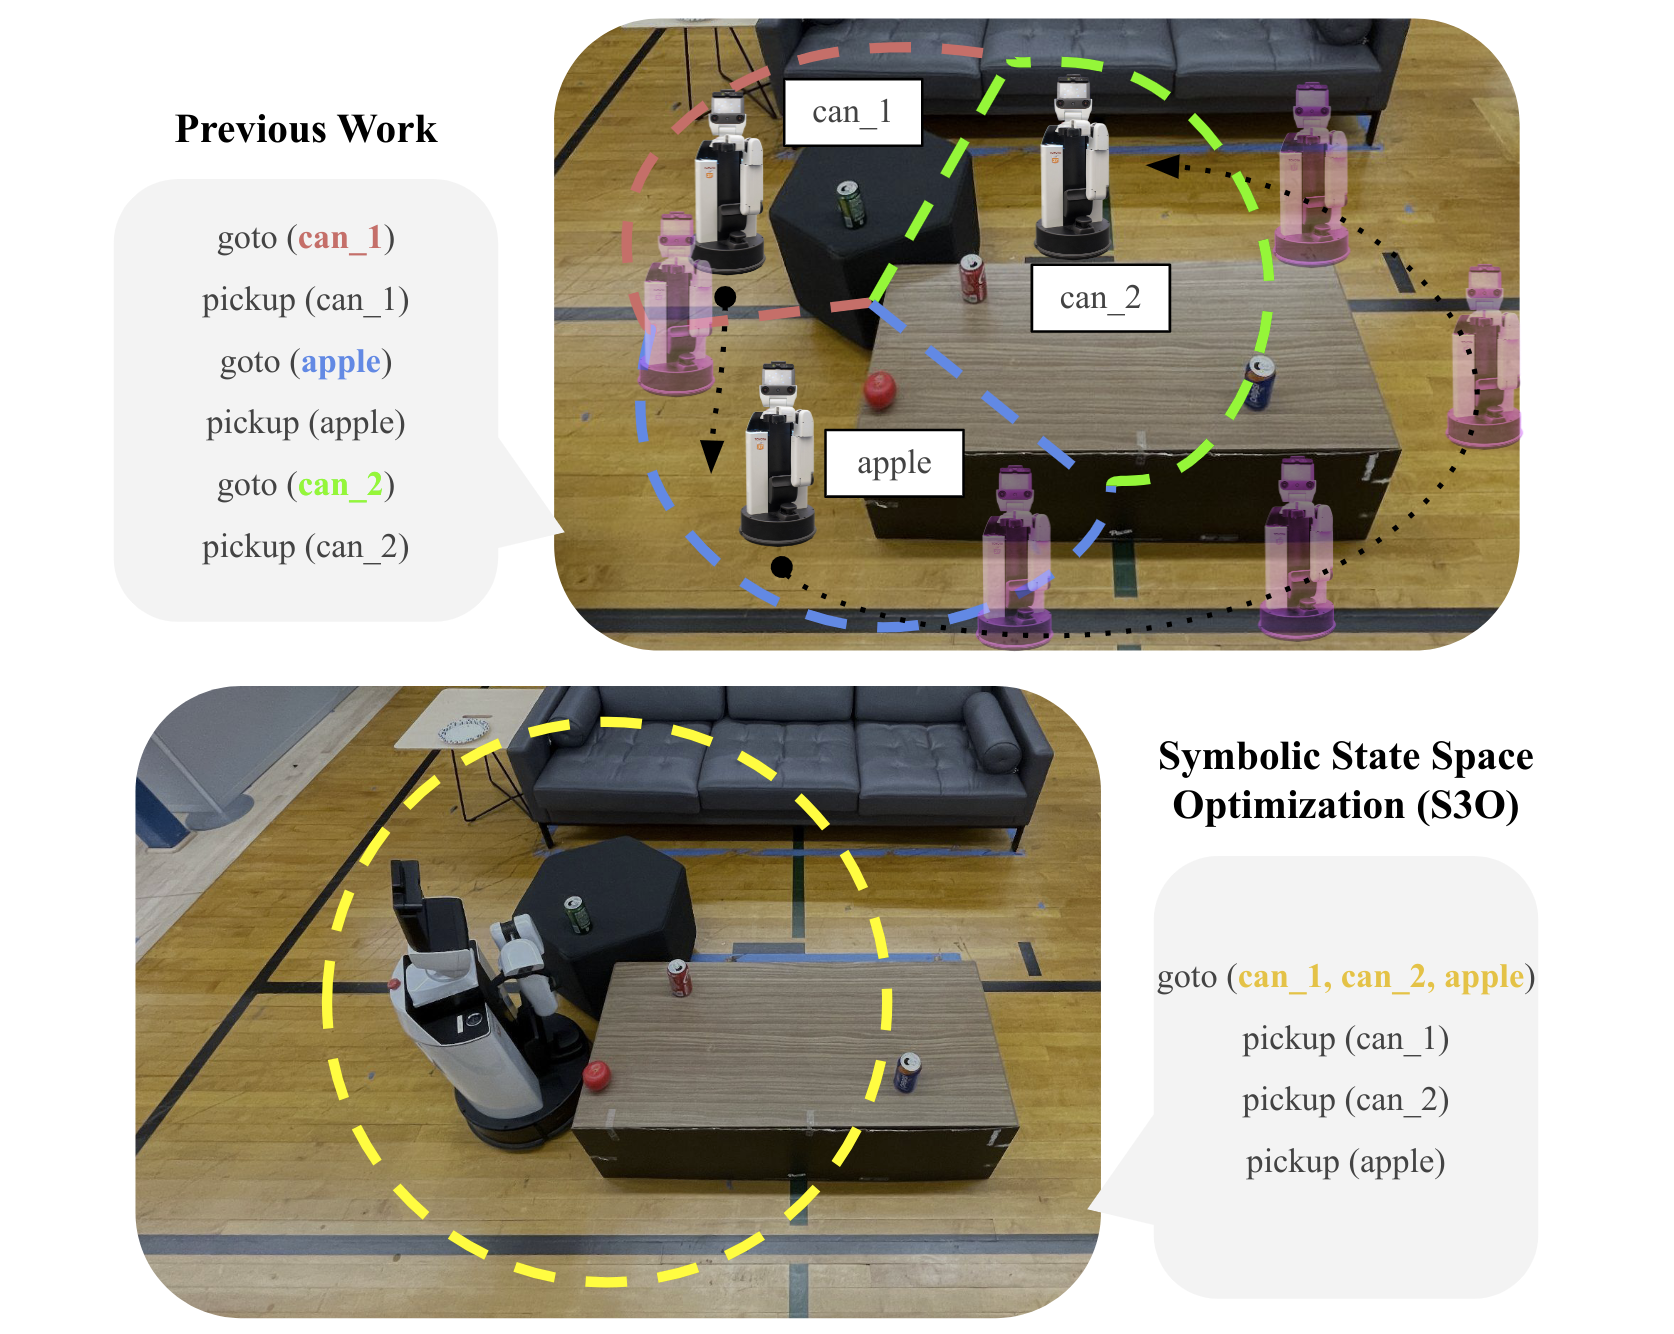 Previous Work
goto (can_1)
pickup (can_1)
goto (apple)
pickup (apple)
goto (can_2)
pickup (can_2)
can_1
can_2
apple
Symbolic State Space
Optimization (S3O)
goto (can_1, can_2, apple)
pickup (can_1)
pickup (can_2)
pickup (apple)